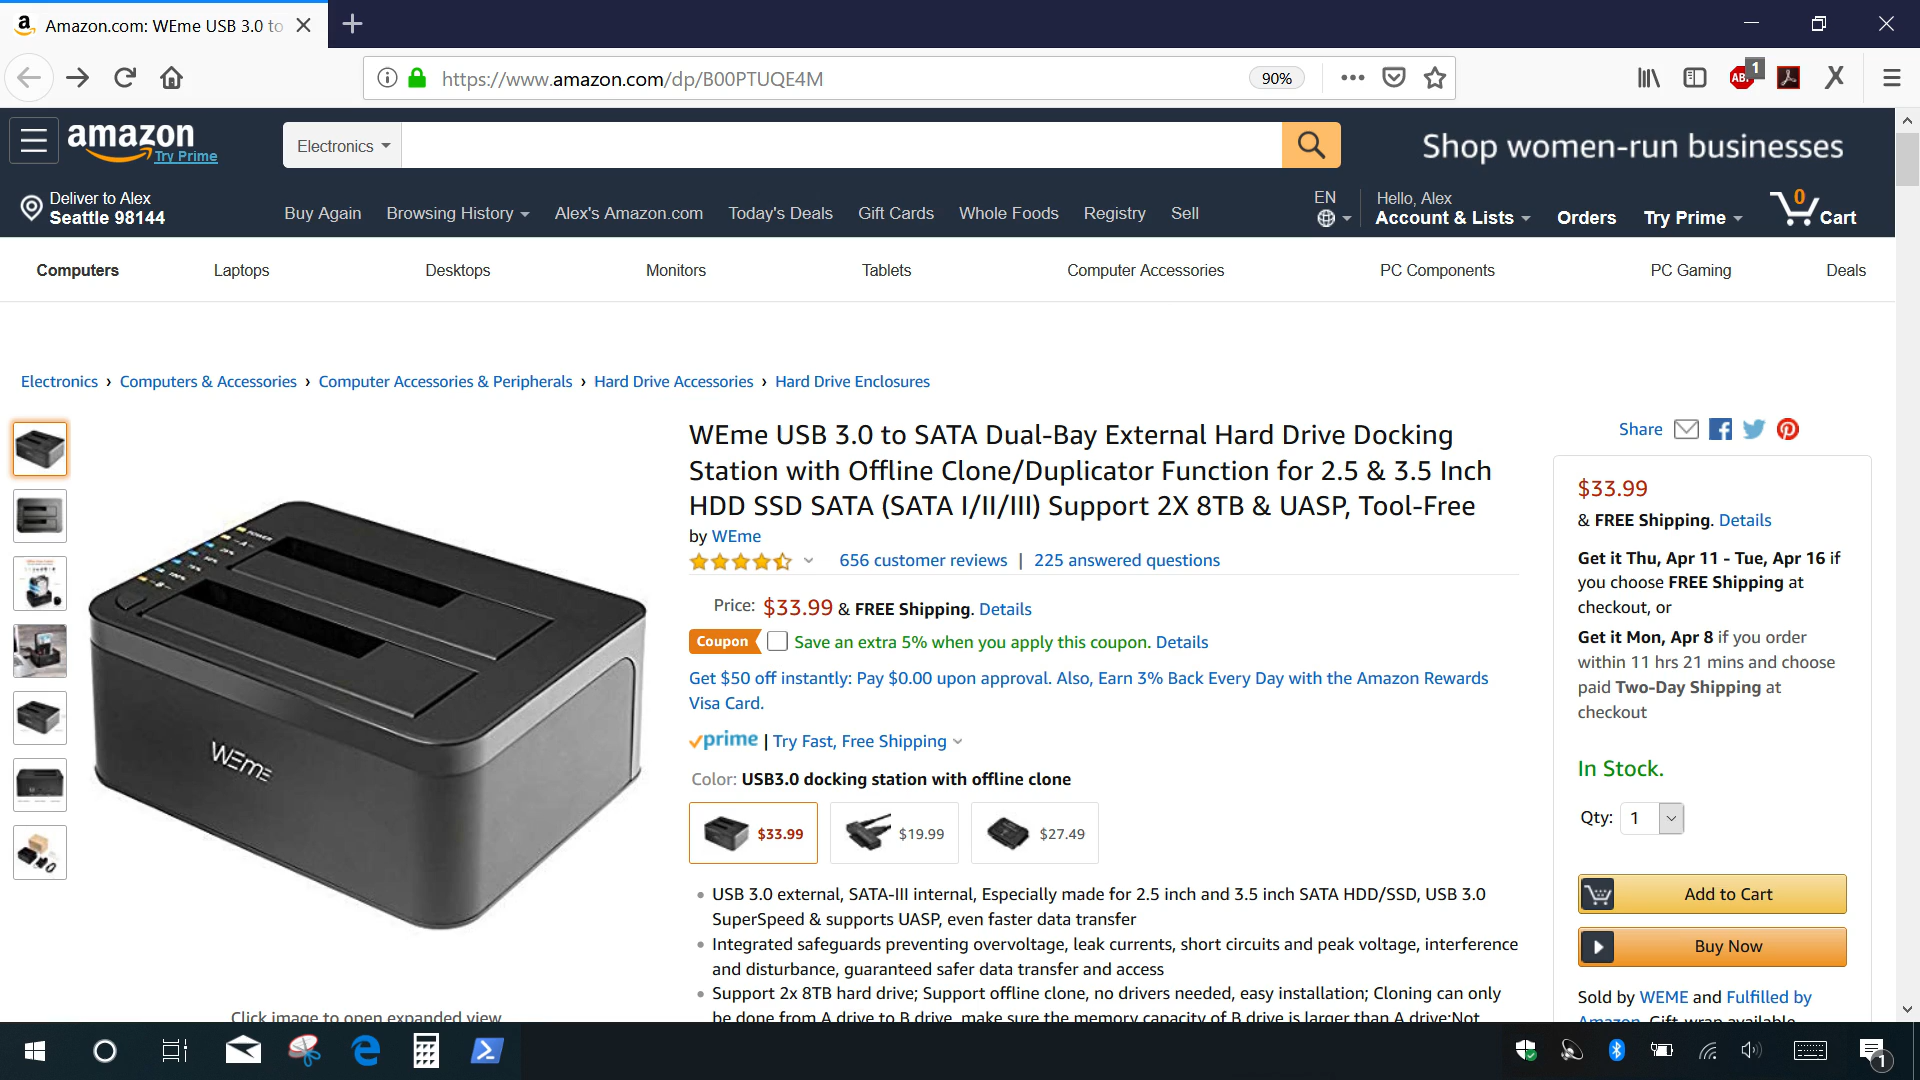 Amazon.com: WEme USB 3.0 to
https://www.amazon.com/dp/B00PTUQE4M
90%
ABP
1
amazon
Try Prime
Electronics
Shop women-run businesses
Deliver to Alex
Seattle 98144
Buy Again
Browsing History
Alex's Amazon.com
Today's Deals
Gift Cards
Whole Foods
Registry
Sell
EN
Hello, Alex
Account & Lists
Orders
Try Prime
0
Cart
Computers
Laptops
Desktops
Monitors
Tablets
Computer Accessories
PC Components
PC Gaming
Deals
Electronics › Computers & Accessories › Computer Accessories & Peripherals › Hard Drive Accessories › Hard Drive Enclosures
POWER
WEme
Click image to open expanded view
WEme USB 3.0 to SATA Dual-Bay External Hard Drive Docking
Station with Offline Clone/Duplicator Function for 2.5 & 3.5 Inch
HDD SSD SATA (SATA I/II/III) Support 2X 8TB & UASP, Tool-Free
by WEme
656 customer reviews | 225 answered questions
Price: $33.99 & FREE Shipping. Details
Coupon Save an extra 5% when you apply this coupon. Details
Get $50 off instantly: Pay $0.00 upon approval. Also, Earn 3% Back Every Day with the Amazon Rewards
Visa Card.
prime | Try Fast, Free Shipping
Color: USB3.0 docking station with offline clone
$33.99
$19.99
$27.49
USB 3.0 external, SATA-III internal, Especially made for 2.5 inch and 3.5 inch SATA HDD/SSD, USB 3.0
SuperSpeed & supports UASP, even faster data transfer
Integrated safeguards preventing overvoltage, leak currents, short circuits and peak voltage, interference
and disturbance, guaranteed safer data transfer and access
Support 2x 8TB hard drive; Support offline clone, no drivers needed, easy installation; Cloning can only
be done from A drive to B drive, make sure the memory capacity of B drive is larger than A drive;Not
Share
$33.99
& FREE Shipping. Details
Get it Thu, Apr 11 - Tue, Apr 16 if
you choose FREE Shipping at
checkout, or
Get it Mon, Apr 8 if you order
within 11 hrs 21 mins and choose
paid Two-Day Shipping at
checkout
In Stock.
Qty: 1
Add to Cart
Buy Now
Sold by WEME and Fulfilled by
Amazon. Gift-wrap available.
1